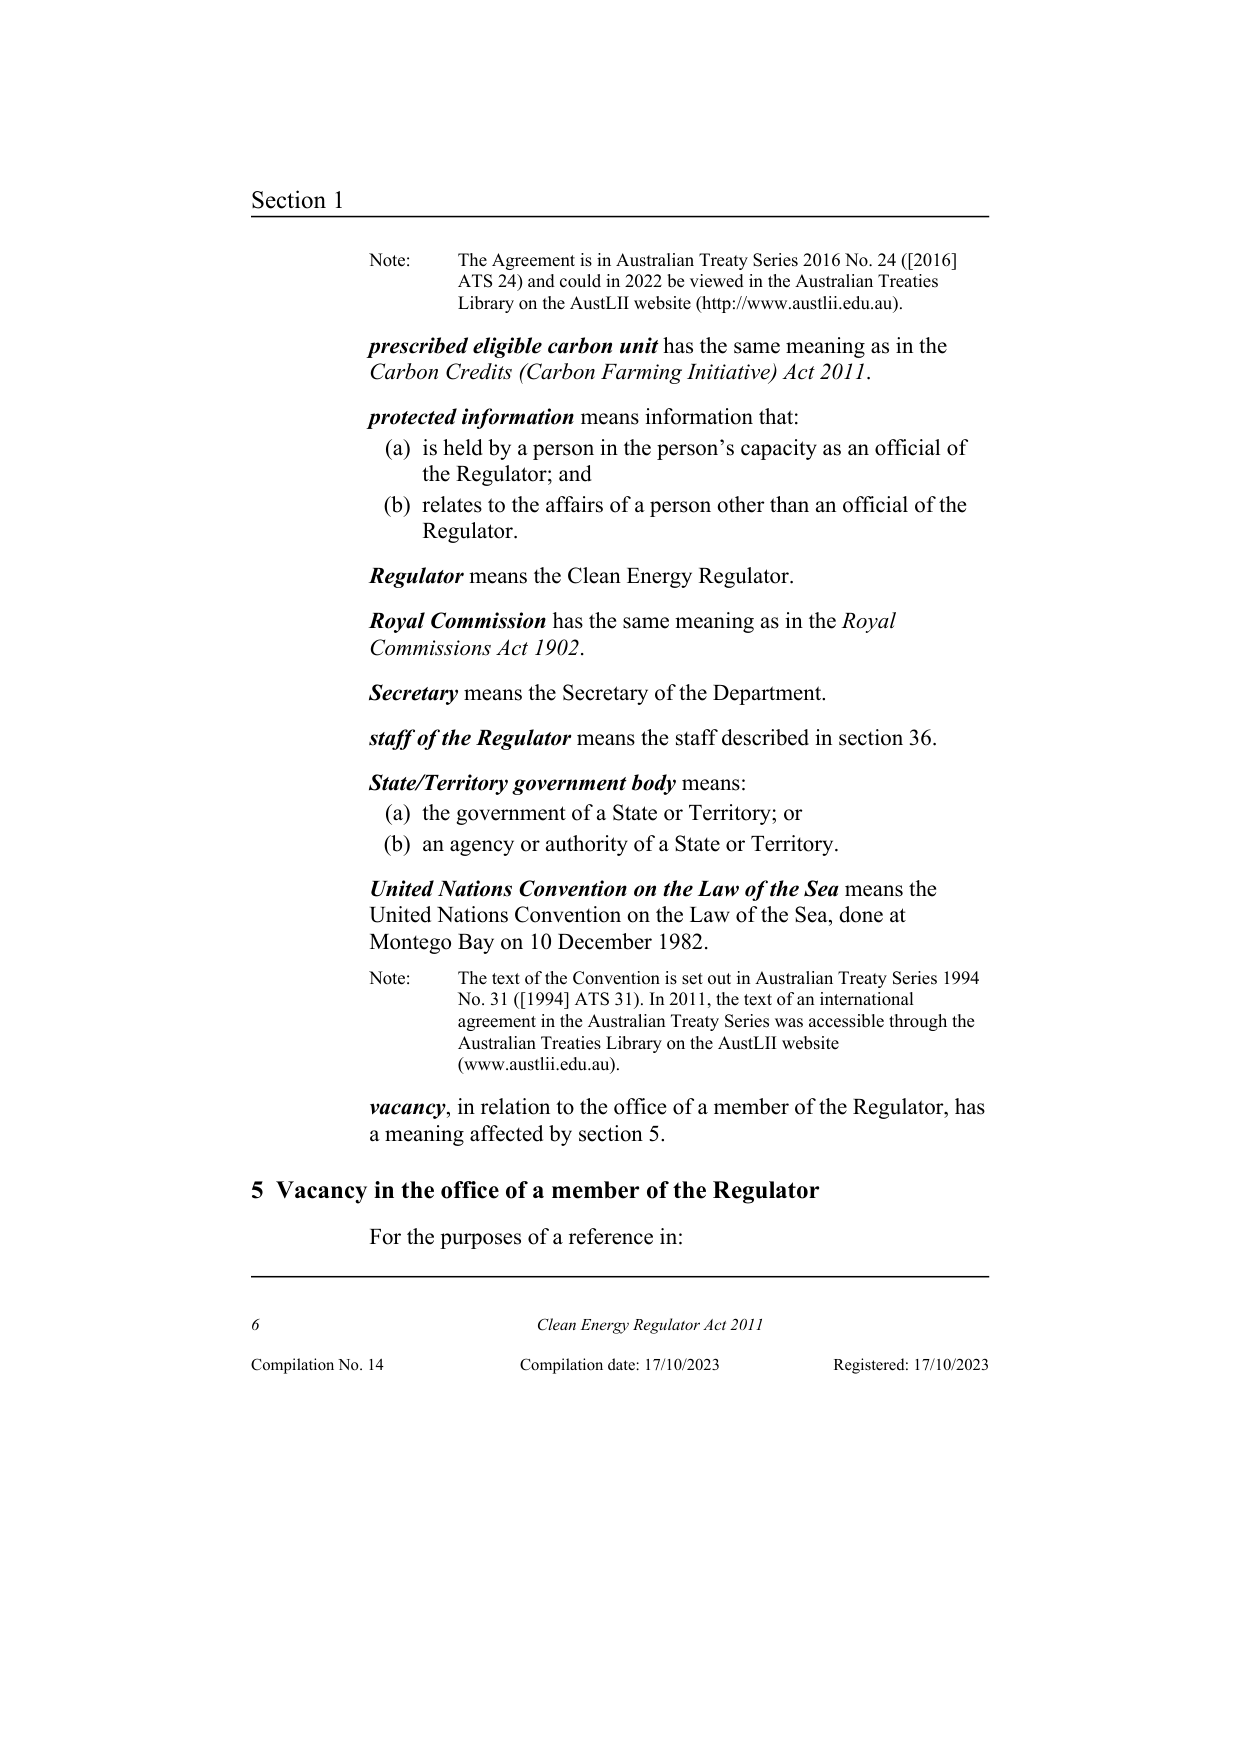 Section 1
Note: The Agreement is in Australian Treaty Series 2016 No. 24 ([2016]
ATS 24) and could in 2022 be viewed in the Australian Treaties
Library on the AustLII website (http://www.austlii.edu.au).
prescribed eligible carbon unit has the same meaning as in the
Carbon Credits (Carbon Farming Initiative) Act 2011.
protected information means information that:
(a) is held by a person in the person’s capacity as an official of
the Regulator; and
(b) relates to the affairs of a person other than an official of the
Regulator.
Regulator means the Clean Energy Regulator.
Royal Commission has the same meaning as in the Royal
Commissions Act 1902.
Secretary means the Secretary of the Department.
staff of the Regulator means the staff described in section 36.
State/Territory government body means:
(a) the government of a State or Territory; or
(b) an agency or authority of a State or Territory.
United Nations Convention on the Law of the Sea means the
United Nations Convention on the Law of the Sea, done at
Montego Bay on 10 December 1982.
Note: The text of the Convention is set out in Australian Treaty Series 1994
No. 31 ([1994] ATS 31). In 2011, the text of an international
agreement in the Australian Treaty Series was accessible through the
Australian Treaties Library on the AustLII website
(www.austlii.edu.au).
vacancy, in relation to the office of a member of the Regulator, has
a meaning affected by section 5.
5 Vacancy in the office of a member of the Regulator
For the purposes of a reference in:
6 Clean Energy Regulator Act 2011
Compilation No. 14 Compilation date: 17/10/2023 Registered: 17/10/2023